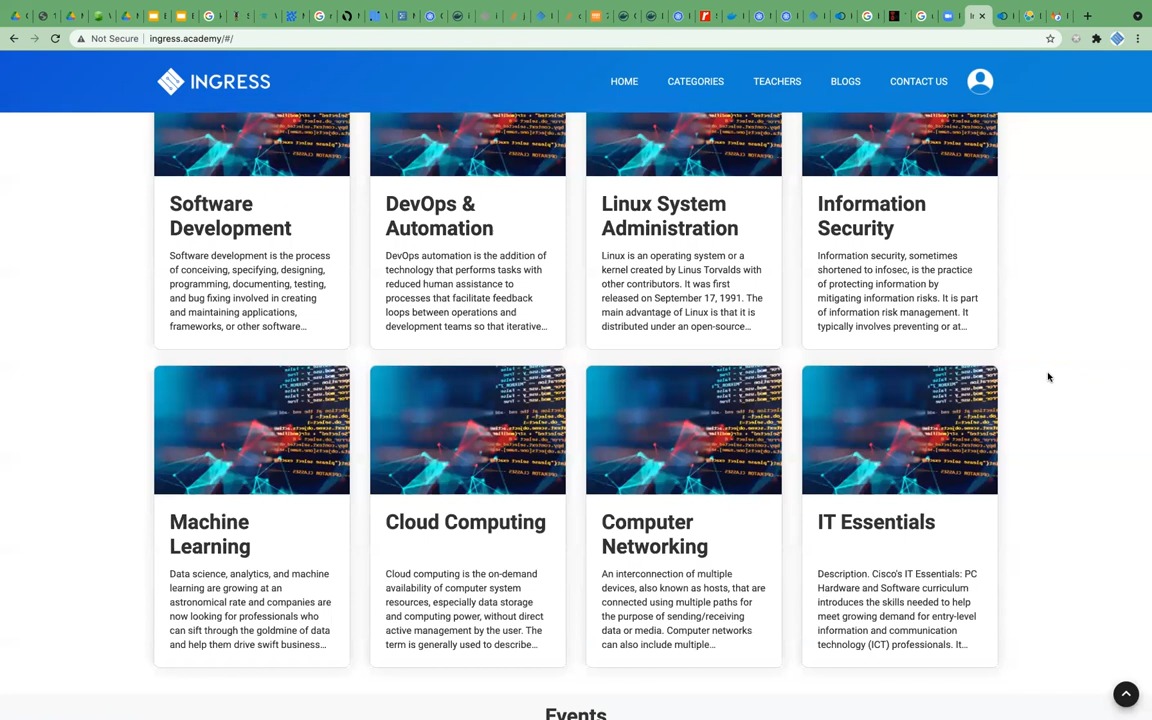 Not Secure
ingress.academy/#/
INGRESS
HOME
CATEGORIES
TEACHERS
BLOGS
CONTACT US
Software
Development
Software development is the process
of conceiving, specifying, designing,
programming, documenting, testing,
and bug fixing involved in creating
and maintaining applications,
frameworks, or other software…
DevOps &
Automation
DevOps automation is the addition of
technology that performs tasks with
reduced human assistance to
processes that facilitate feedback
loops between operations and
development teams so that iterative…
Linux System
Administration
Linux is an operating system or a
kernel created by Linus Torvalds with
other contributors. It was first
released on September 17, 1991. The
main advantage of Linux is that it is
distributed under an open-source…
Information
Security
Information security, sometimes
shortened to infosec, is the practice
of protecting information by
mitigating information risks. It is part
of information risk management. It
typically involves preventing or at…
Machine
Learning
Data science, analytics, and machine
learning are growing at an
astronomical rate and companies are
now looking for professionals who
can sift through the goldmine of data
and help them drive swift business…
Cloud Computing
Cloud computing is the on-demand
availability of computer system
resources, especially data storage
and computing power, without direct
active management by the user. The
term is generally used to describe…
Computer
Networking
An interconnection of multiple
devices, also known as hosts, that are
connected using multiple paths for
the purpose of sending/receiving
data or media. Computer networks
can also include multiple…
IT Essentials
Description. Cisco's IT Essentials: PC
Hardware and Software curriculum
introduces the skills needed to help
meet growing demand for entry-level
information and communication
technology (ICT) professionals. It…
Events